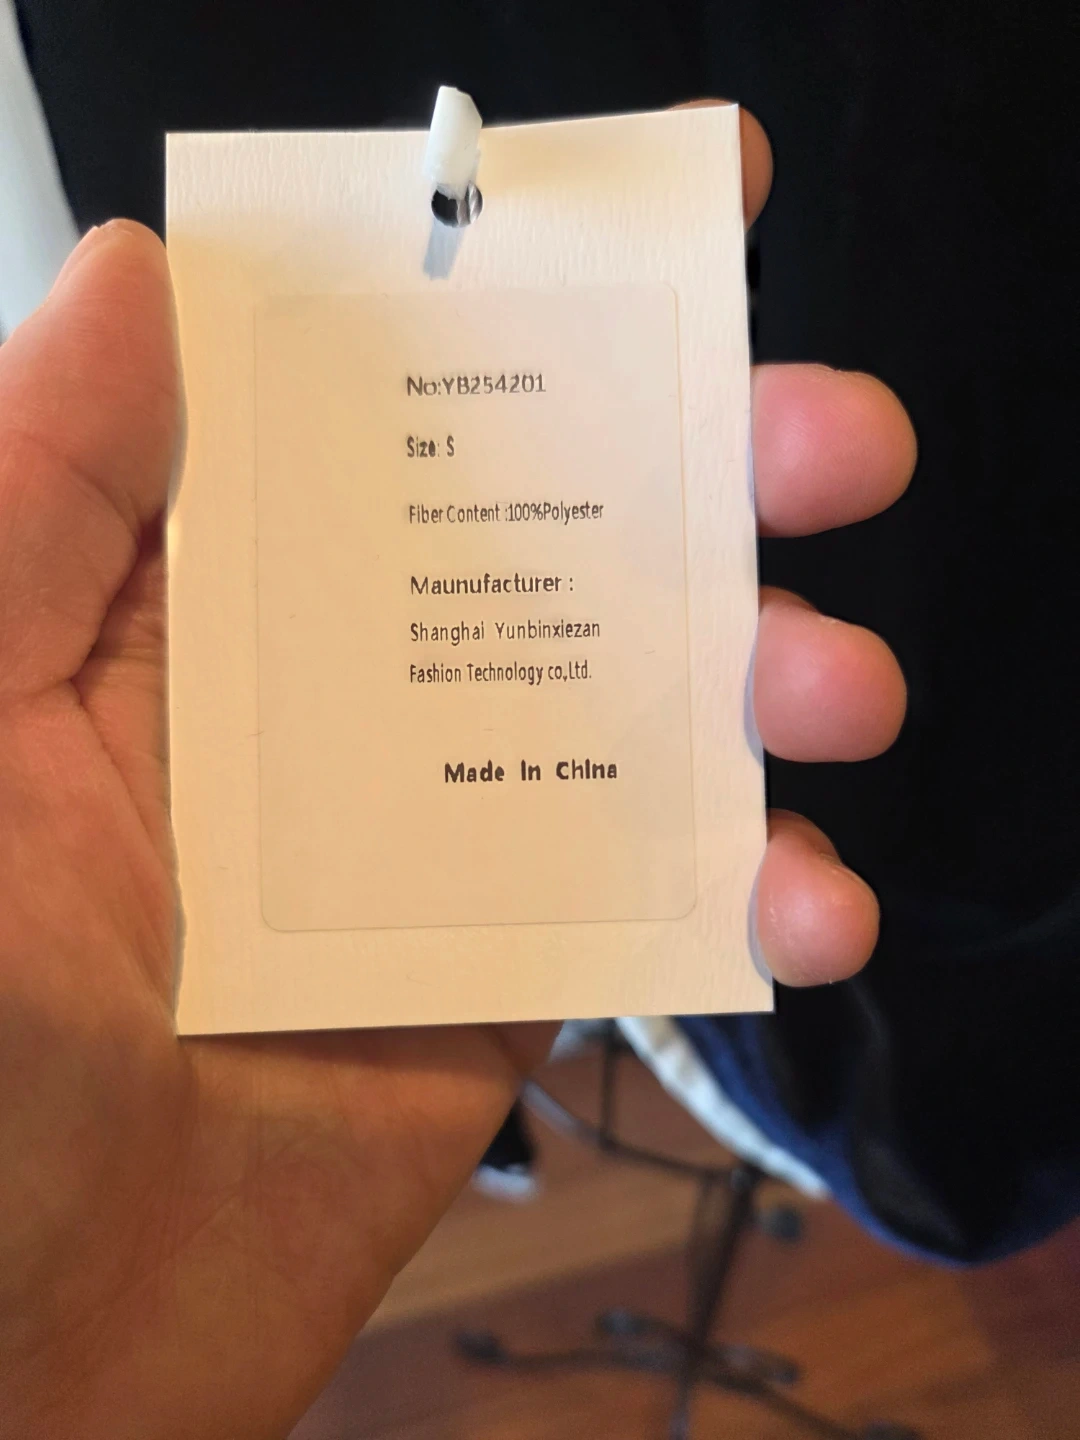 No:YB254201
Size: S
Fiber Content :100%Polyester
Maunufacturer :
Shanghai Yunbinxiezan
Fashion Technology co,Ltd.
Made In China